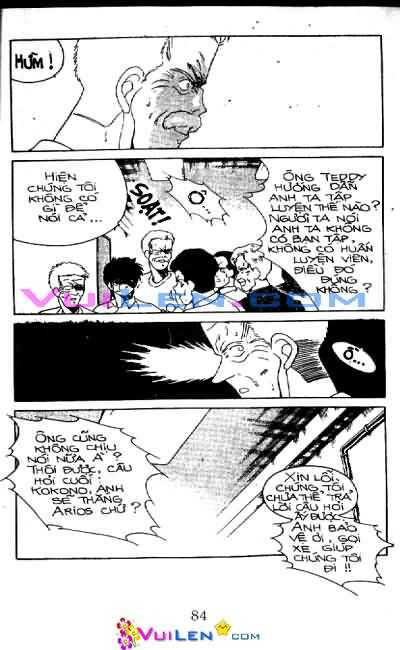 HƯM!
HIỆN
CHÚNG TÔI
KHÔNG CÓ
GÌ ĐỂ
NÓI CẢ...
SOẠT!
Ơ...
ÔNG TEDDY
HƯỚNG DẪN
ANH TA TẬP
LUYỆN THẾ NÀO?
NGƯỜI TA NÓI
ANH TA KHÔNG
CÓ BẠN TẬP,
KHÔNG CÓ HUẤN
LUYỆN VIÊN,
ĐIỀU ĐÓ
ĐÚNG
KHÔNG?
VUILEN.COM
Ơ...
ÔNG CŨNG
KHÔNG CHỊU
NÓI NỮA À?
THÔI ĐƯỢC, CÂU
HỎI CUỐI:
KOKONO, ANH
SẼ THẮNG
ARIOS CHỨ?
XIN LỖI,
CHÚNG TÔI
CHƯA THỂ TRẢ
LỜI CÂU HỎI
ẤY ĐƯỢC.
ANH BẢO
VỆ ƠI, GỌI
XE GIÚP
CHÚNG TÔI
ĐI!!
84
VUILEN.COM